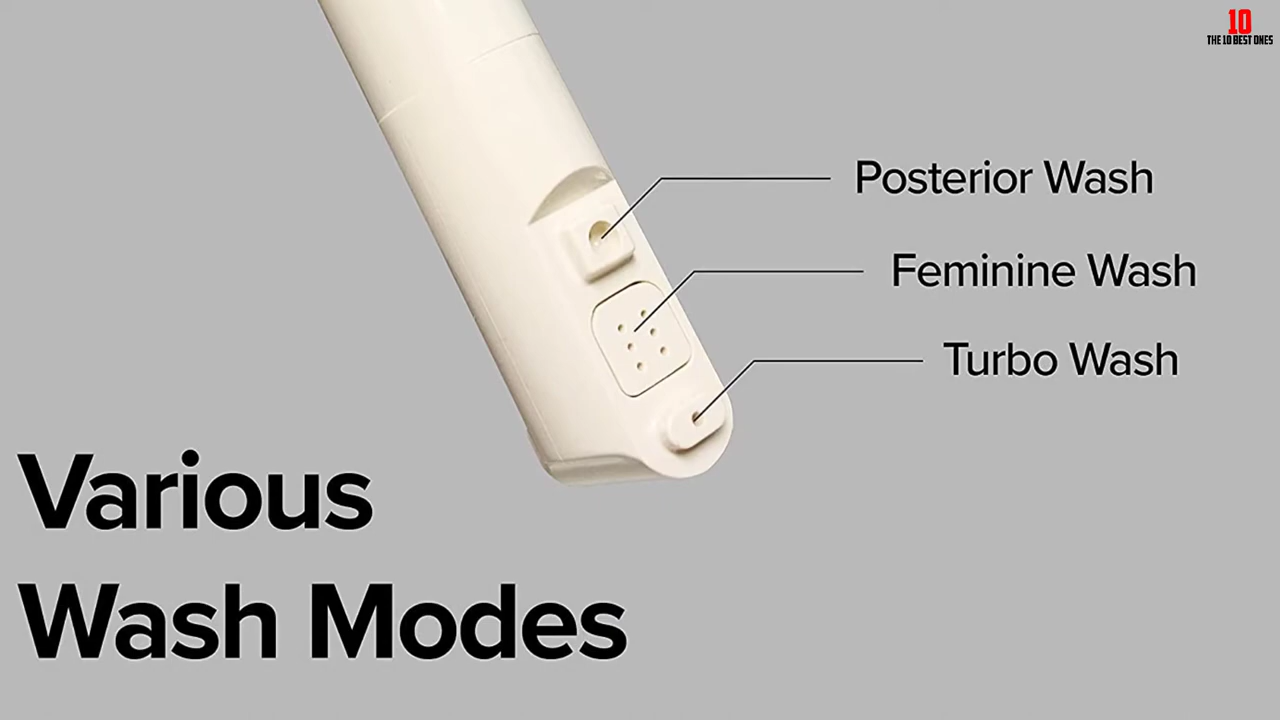 10
THE 10 BEST ONES
Posterior Wash
Feminine Wash
Turbo Wash
Various
Wash Modes